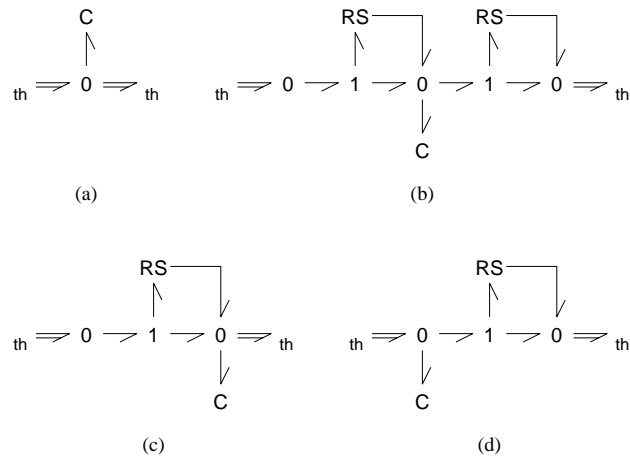 C
th 0 th
(a)
RS RS
th 0 1 0 1 0 th
C
(b)
RS
th 0 1 0 th
C
(c)
RS
th 0 1 0 th
C
(d)